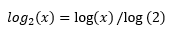 log₂(x) = log(x) /log (2)